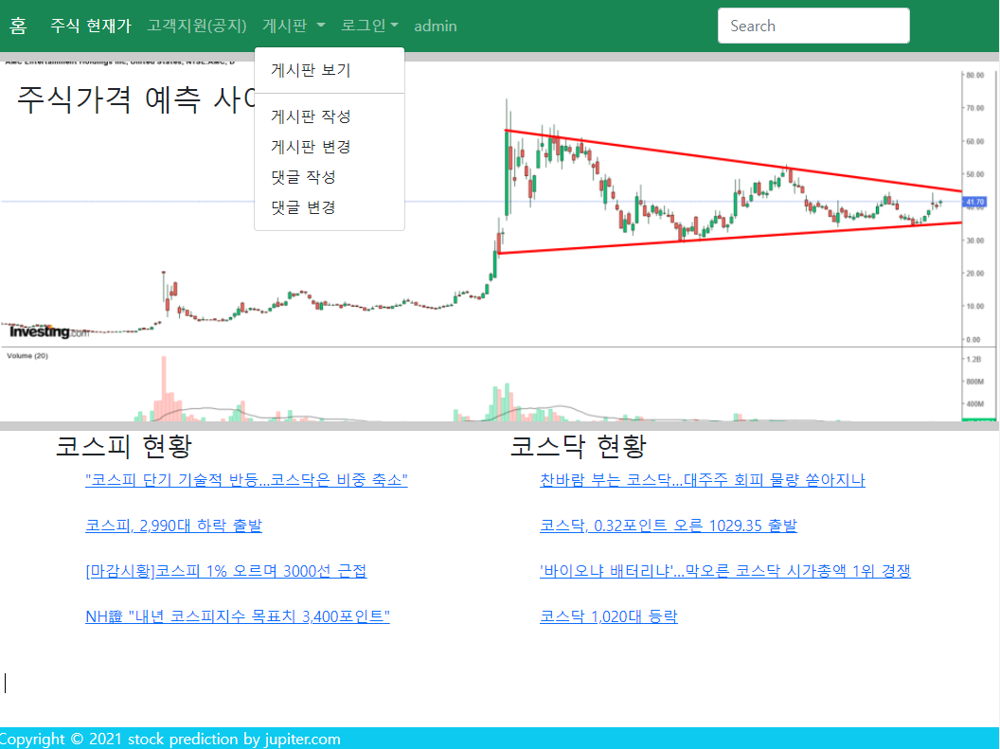 홈 주식 현재가 고객지원(공지) 게시판 로그인 admin Search
게시판 보기
게시판 작성
게시판 변경
댓글 작성
댓글 변경
AMC Entertainment Holdings Inc, United States, NYSE:AMC, D
주식가격 예측 사이
80.00
70.00
60.00
50.00
41.70
40.00
30.00
20.00
10.00
0.00
Investing.com
Volume (20)
1.2B
800M
400M
코스피 현황
"코스피 단기 기술적 반등...코스닥은 비중 축소"
코스피, 2,990대 하락 출발
[마감시황]코스피 1% 오르며 3000선 근접
NH證 "내년 코스피지수 목표치 3,400포인트"
코스닥 현황
찬바람 부는 코스닥...대주주 회피 물량 쏟아지나
코스닥, 0.32포인트 오른 1029.35 출발
'바이오냐 배터리냐'...막오른 코스닥 시가총액 1위 경쟁
코스닥 1,020대 등락
Copyright © 2021 stock prediction by jupiter.com